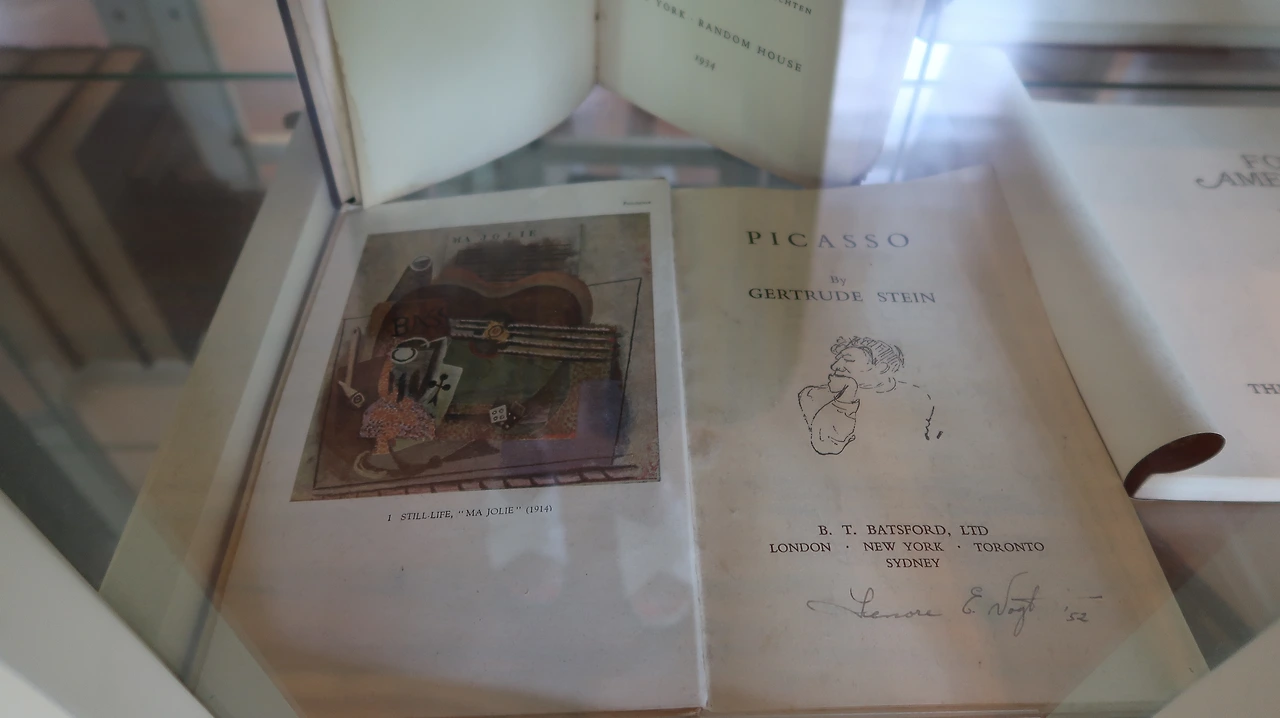 YORK · RANDOM HOUSE
1934
MA JOLIE
BASS
I STILL-LIFE, "MA JOLIE" (1914)
PICASSO
By
GERTRUDE STEIN
B. T. BATSFORD, LTD
LONDON · NEW YORK · TORONTO
SYDNEY
Lenore E. Vogt '52